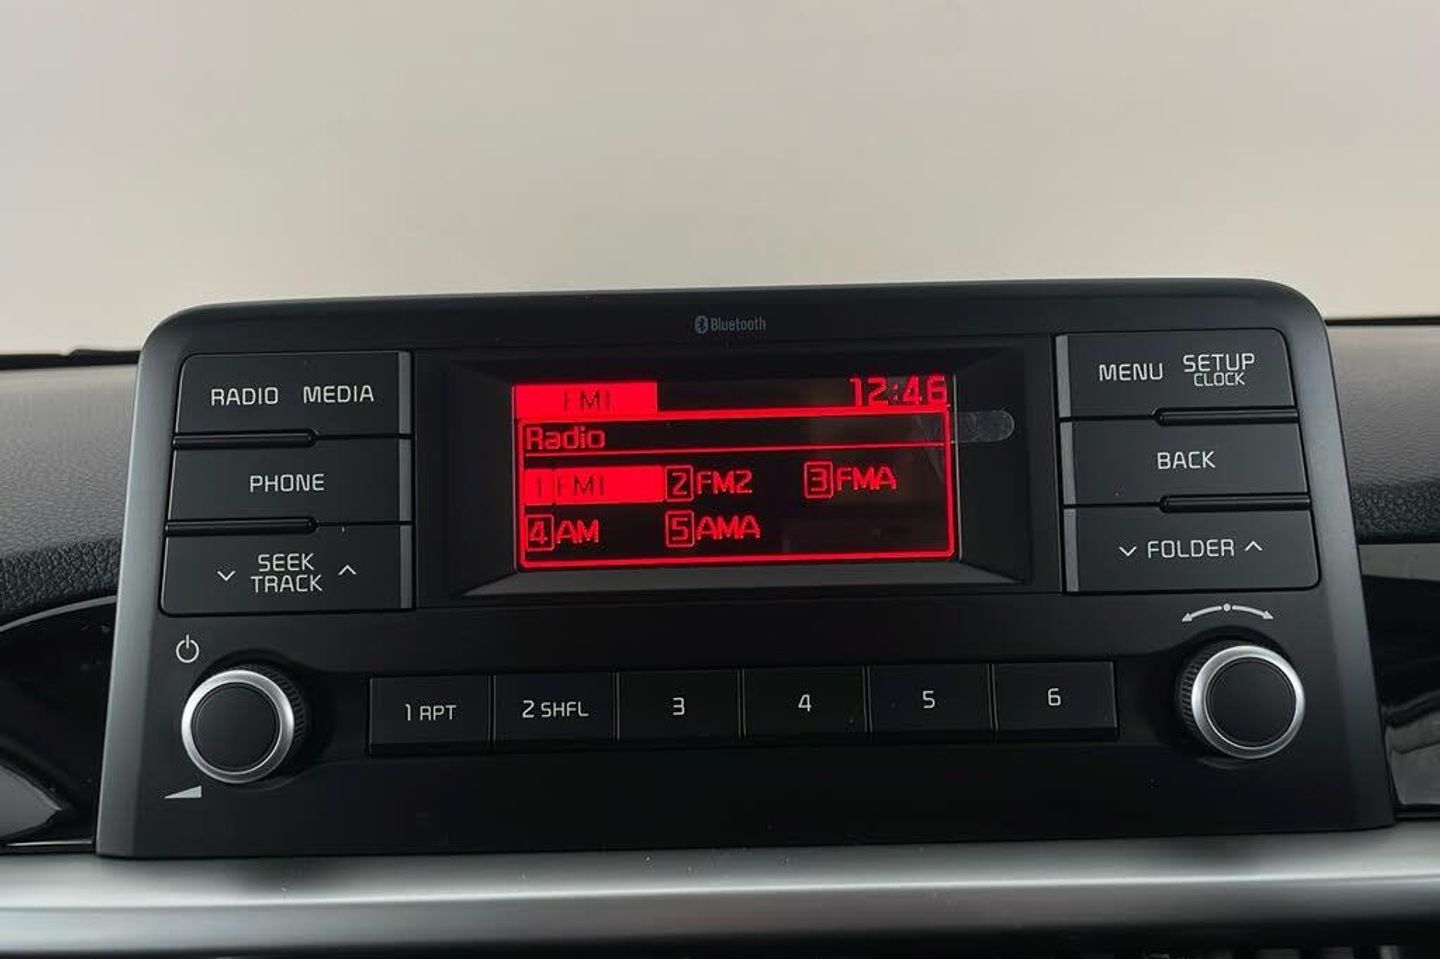 Bluetooth
RADIO MEDIA
PHONE
SEEK
TRACK
FM1 12:46
Radio
1 FM1 2 FM2 3 FMA
4 AM 5 AMA
MENU SETUP
CLOCK
BACK
FOLDER
1 RPT 2 SHFL 3 4 5 6